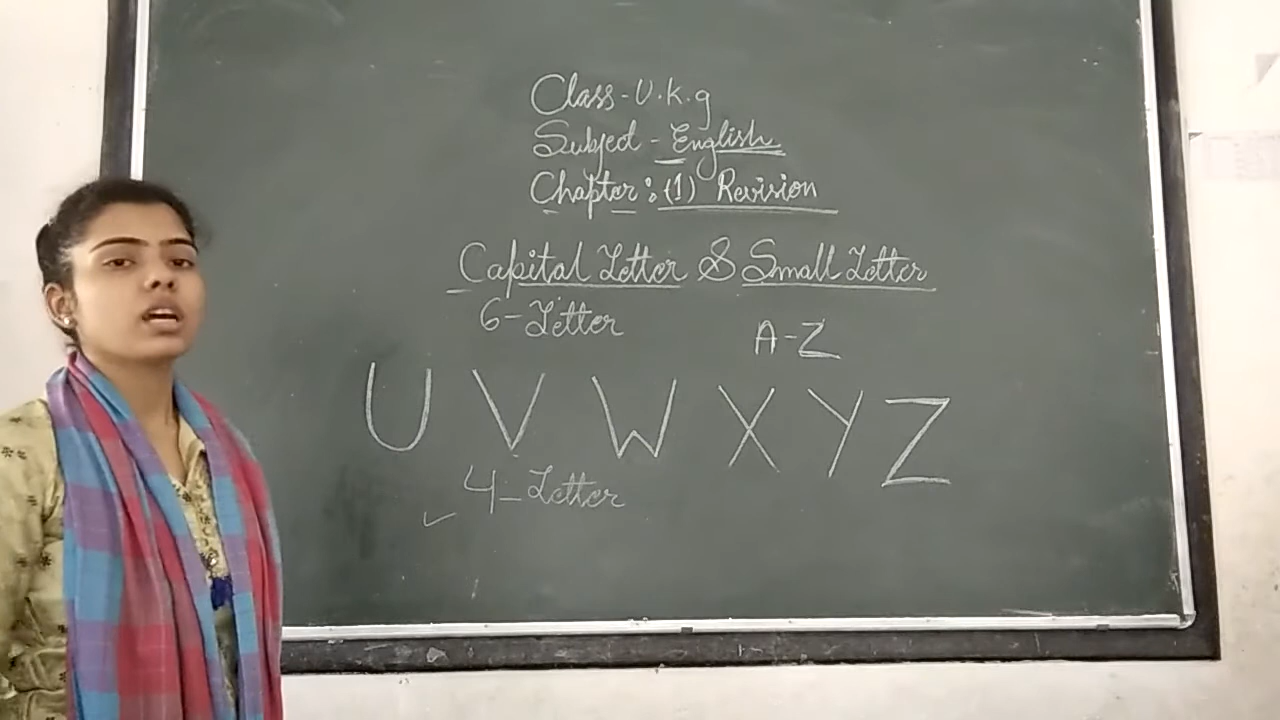 Class-U.K.g
Subject - English
Chapter : (1) Revision
Capital Letter & Small Letter
6-Letter
A-Z
U V W X Y Z
4-Letter